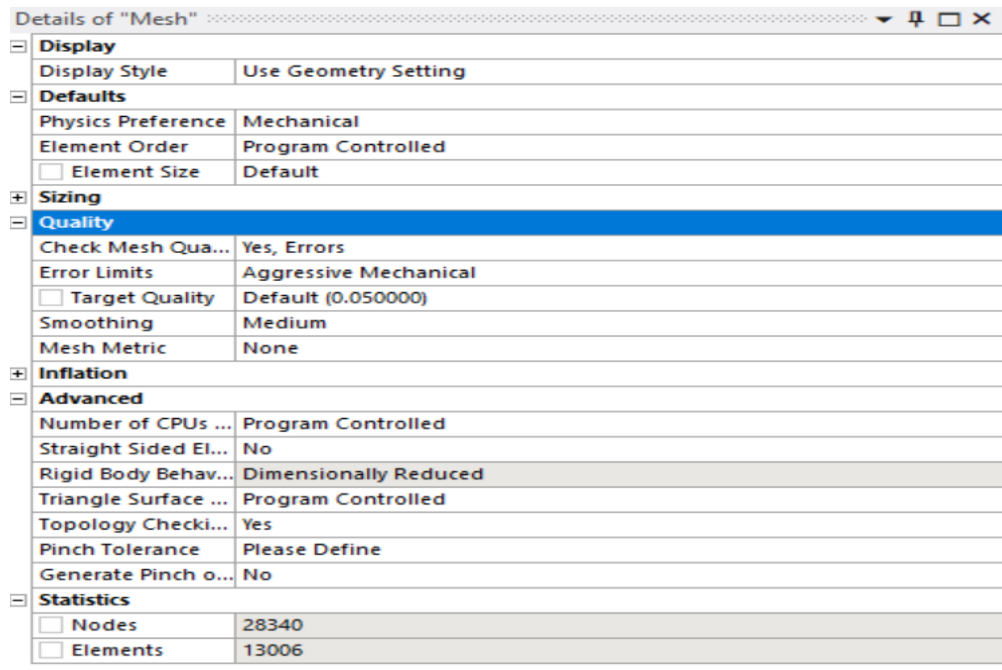 Details of "Mesh"
Display
Display Style Use Geometry Setting
Defaults
Physics Preference Mechanical
Element Order Program Controlled
Element Size Default
Sizing
Quality
Check Mesh Qua... Yes, Errors
Error Limits Aggressive Mechanical
Target Quality Default (0.050000)
Smoothing Medium
Mesh Metric None
Inflation
Advanced
Number of CPUs ... Program Controlled
Straight Sided El... No
Rigid Body Behav... Dimensionally Reduced
Triangle Surface ... Program Controlled
Topology Checki... Yes
Pinch Tolerance Please Define
Generate Pinch o... No
Statistics
Nodes 28340
Elements 13006